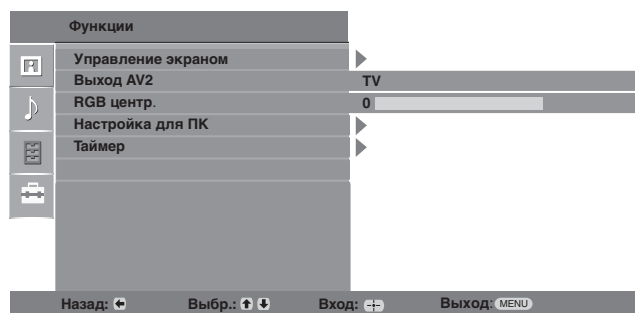 Функции
Управление экраном
Выход AV2 TV
RGB центр. 0
Настройка для ПК
Таймер
Назад: Выбр.: Вход: Выход: MENU